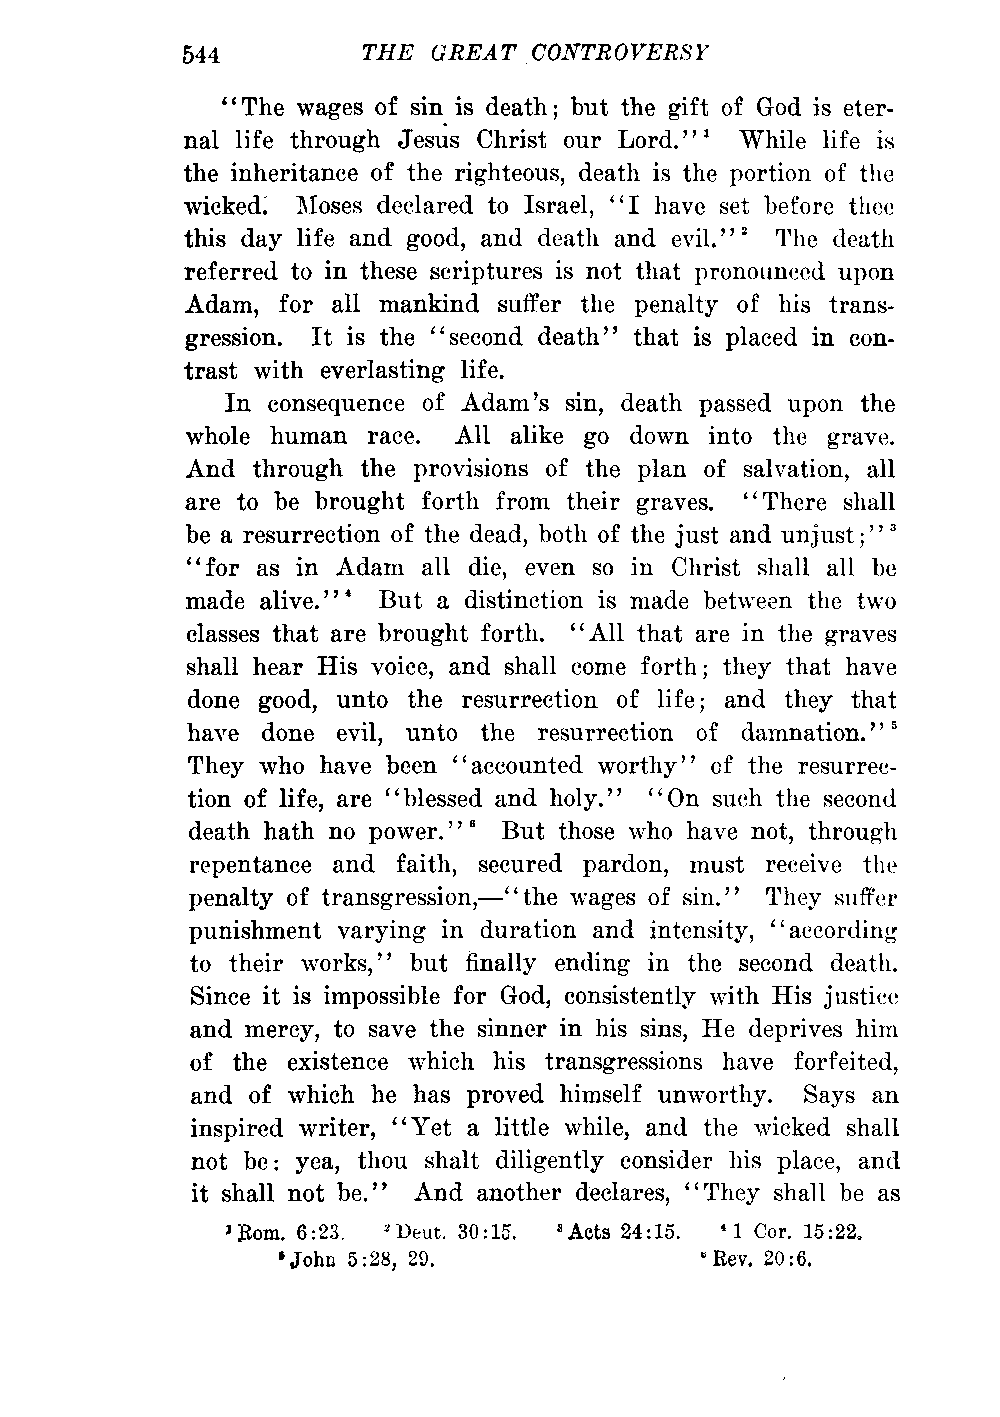 544 THE GREAT CONTROVERSY
“The wages of sin is death; but the gift of God is eter-
nal life through Jesus Christ our Lord.”¹ While life is
the inheritance of the righteous, death is the portion of the
wicked. Moses declared to Israel, “I have set before thee
this day life and good, and death and evil.”² The death
referred to in these scriptures is not that pronounced upon
Adam, for all mankind suffer the penalty of his trans-
gression. It is the “second death” that is placed in con-
trast with everlasting life.
In consequence of Adam’s sin, death passed upon the
whole human race. All alike go down into the grave.
And through the provisions of the plan of salvation, all
are to be brought forth from their graves. “There shall
be a resurrection of the dead, both of the just and unjust;”³
“for as in Adam all die, even so in Christ shall all be
made alive.”⁴ But a distinction is made between the two
classes that are brought forth. “All that are in the graves
shall hear His voice, and shall come forth; they that have
done good, unto the resurrection of life; and they that
have done evil, unto the resurrection of damnation.”⁵
They who have been “accounted worthy” of the resurrec-
tion of life, are “blessed and holy.” “On such the second
death hath no power.”⁶ But those who have not, through
repentance and faith, secured pardon, must receive the
penalty of transgression,—“the wages of sin.” They suffer
punishment varying in duration and intensity, “according
to their works,” but finally ending in the second death.
Since it is impossible for God, consistently with His justice
and mercy, to save the sinner in his sins, He deprives him
of the existence which his transgressions have forfeited,
and of which he has proved himself unworthy. Says an
inspired writer, “Yet a little while, and the wicked shall
not be: yea, thou shalt diligently consider his place, and
it shall not be.” And another declares, “They shall be as
¹ Rom. 6:23. ² Deut. 30:15. ³ Acts 24:15. ⁴ 1 Cor. 15:22.
⁵ John 5:28, 29. ⁶ Rev. 20:6.